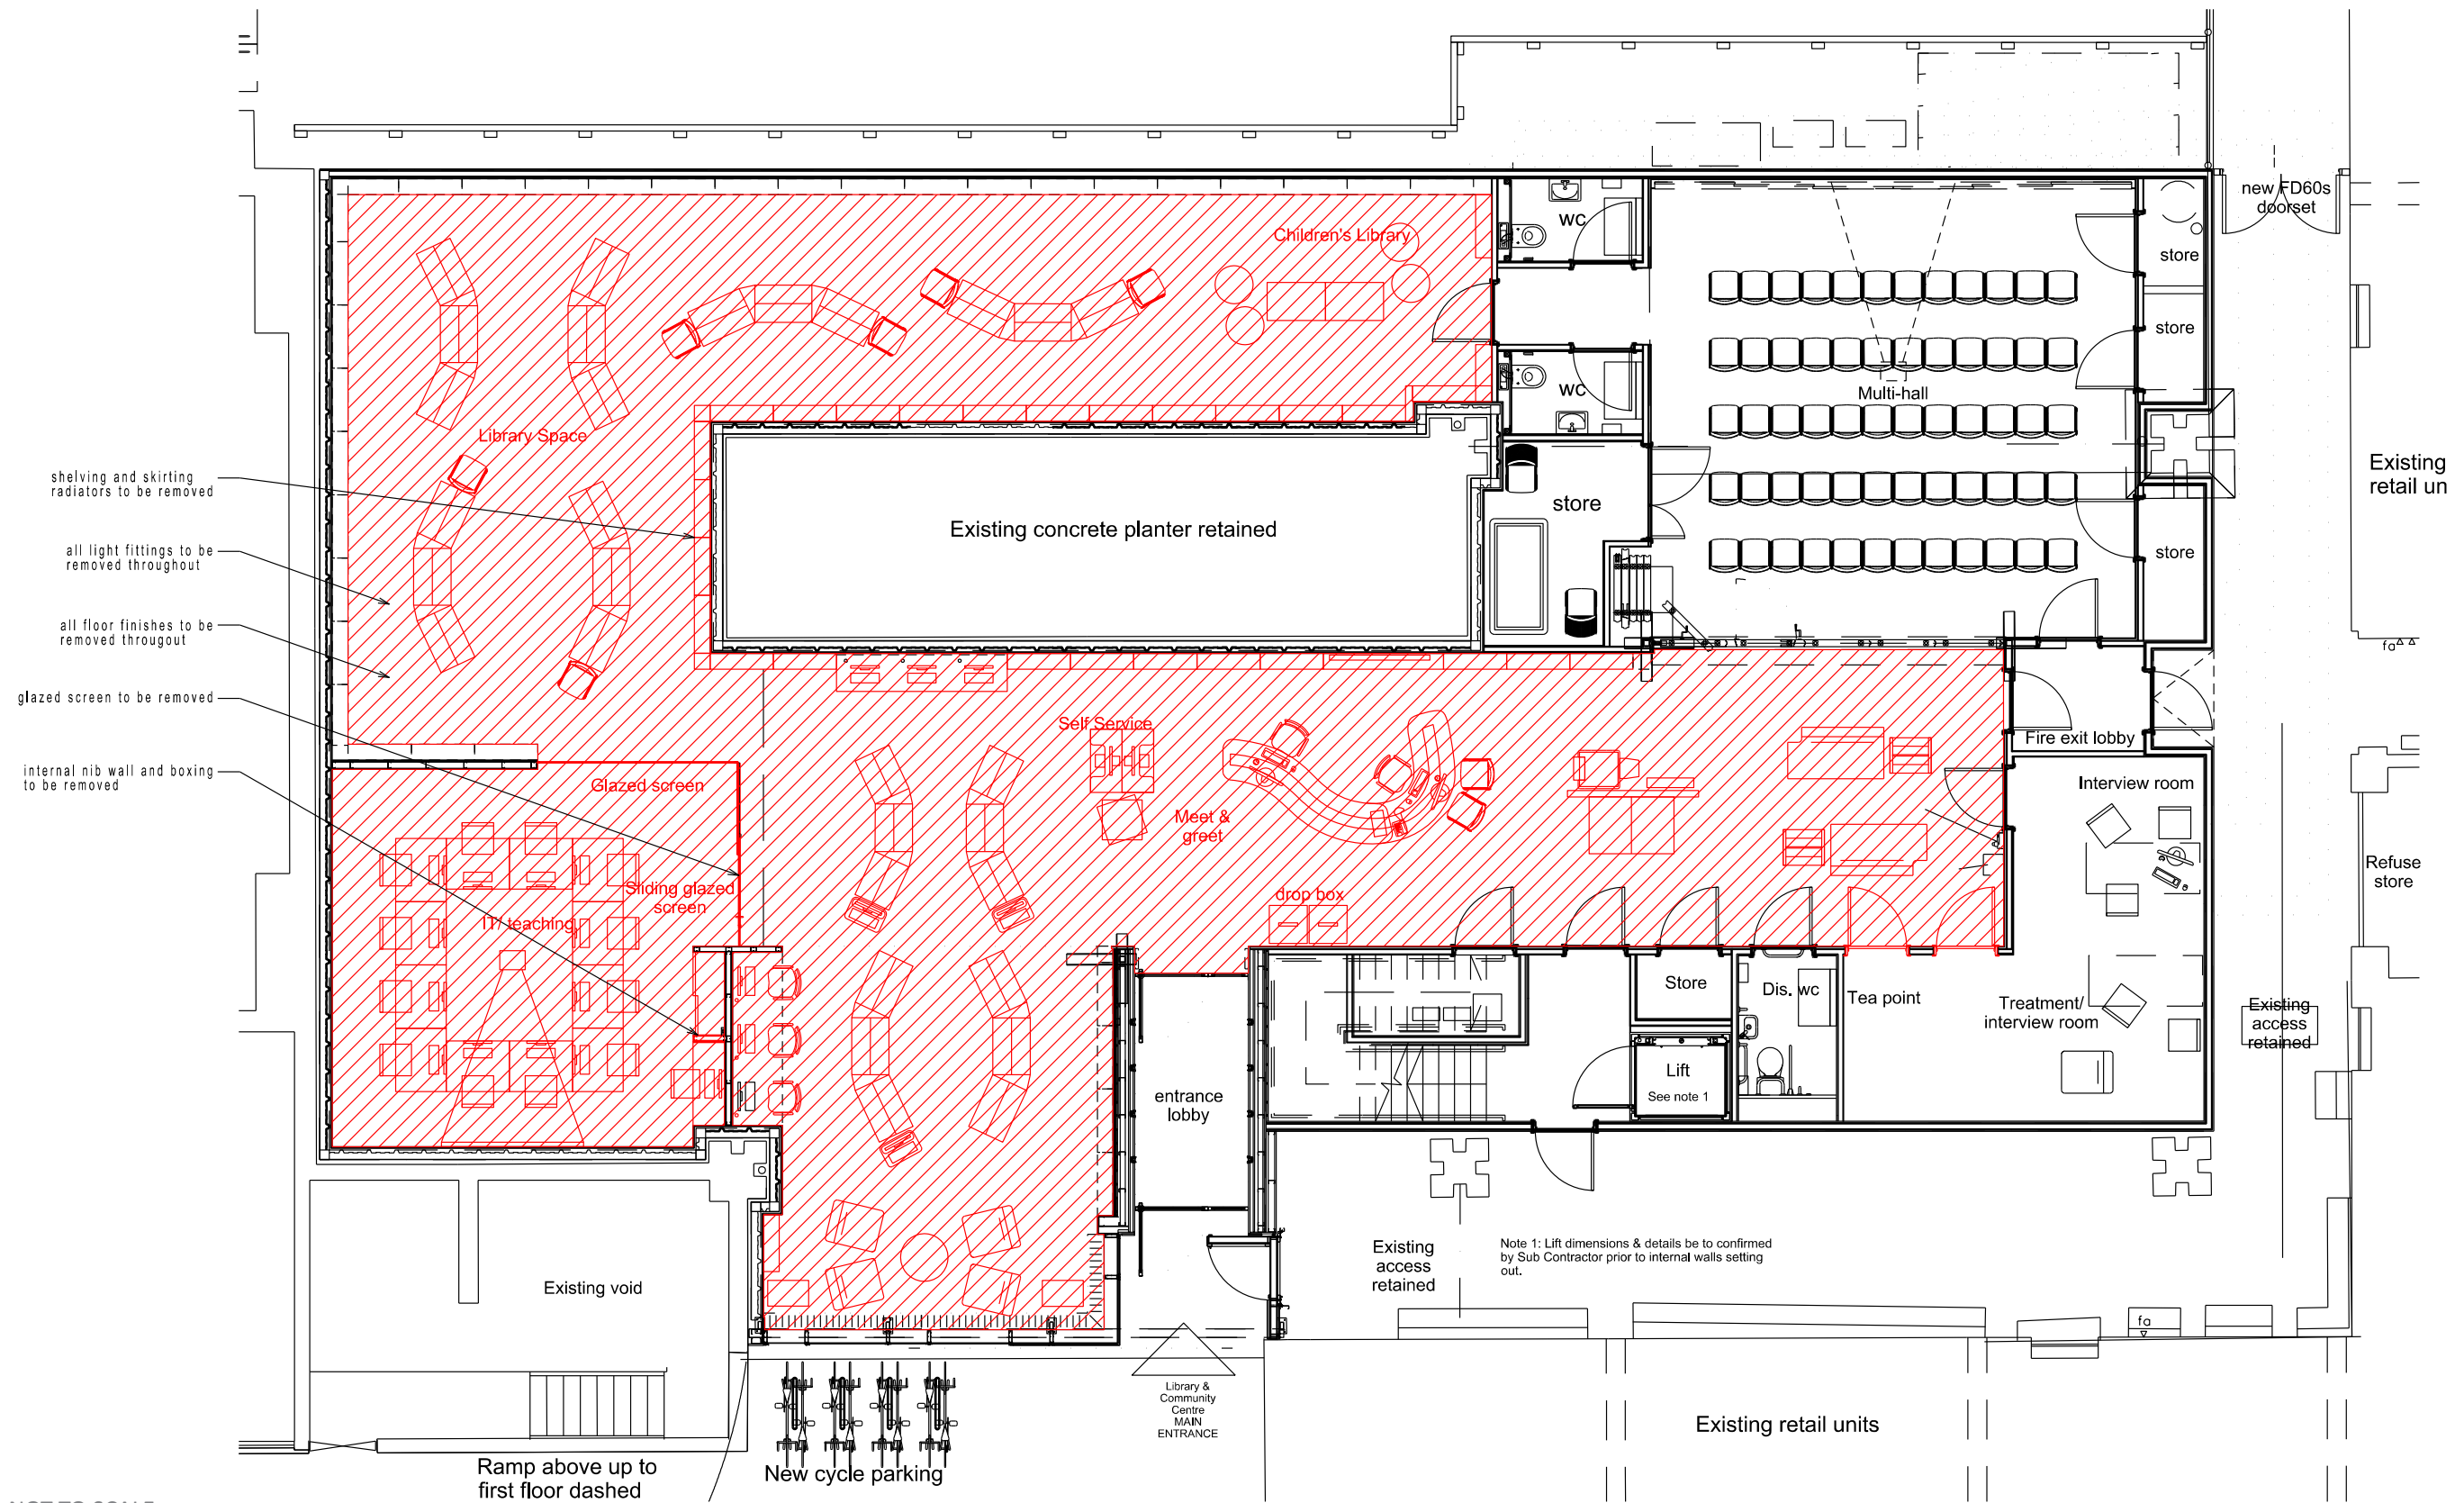 new FD60s
doorset
Children's Library
WC
store
store
WC
Multi-hall
Library Space
shelving and skirting
radiators to be removed
Existing
retail un
store
Existing concrete planter retained
all light fittings to be
removed throughout
store
all floor finishes to be
removed througout
fa
glazed screen to be removed
Self Service
Fire exit lobby
internal nib wall and boxing
to be removed
Glazed screen
Interview room
Meet &
greet
Refuse
store
Sliding glazed
screen
drop box
IT/ teaching
Store
Dis. wc
Tea point
Treatment/
interview room
Existing
access
retained
Lift
See note 1
entrance
lobby
Existing
access
retained
Note 1: Lift dimensions & details be to confirmed
by Sub Contractor prior to internal walls setting
out.
Existing void
fa
Library &
Community
Centre
MAIN
ENTRANCE
Existing retail units
Ramp above up to
first floor dashed
New cycle parking